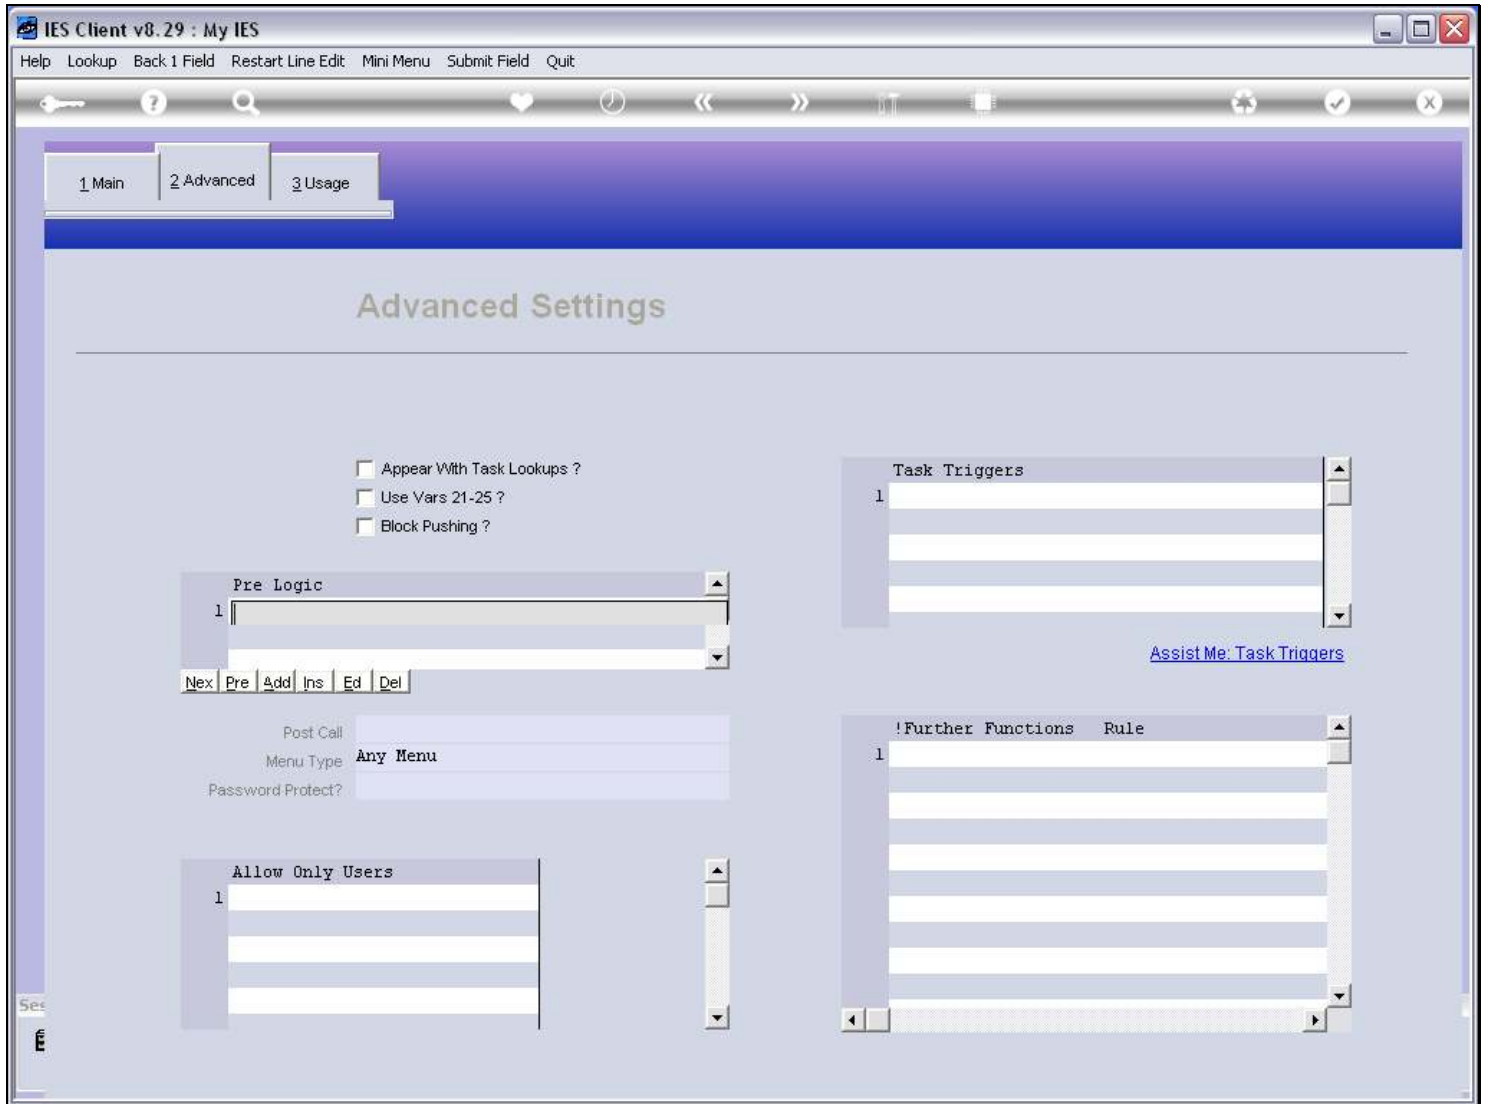 IES Client v8.29 : My IES
Help Lookup Back 1 Field Restart Line Edit Mini Menu Submit Field Quit
1 Main 2 Advanced 3 Usage
Advanced Settings
Appear With Task Lookups ?
Use Vars 21-25 ?
Block Pushing ?
Pre Logic
1
Nex Pre Add Ins Ed Del
Post Call
Menu Type Any Menu
Password Protect?
Allow Only Users
1
Task Triggers
1
Assist Me: Task Triggers
!Further Functions Rule
1
Ses